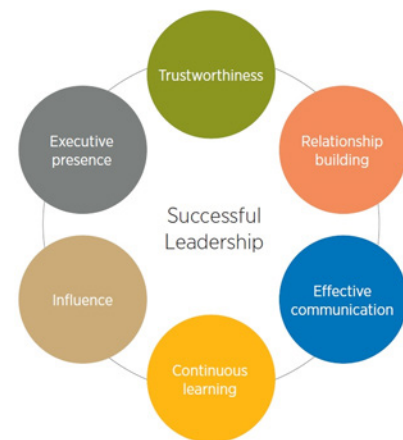 Trustworthiness
Executive
presence
Relationship
building
Successful
Leadership
Influence
Effective
communication
Continuous
learning